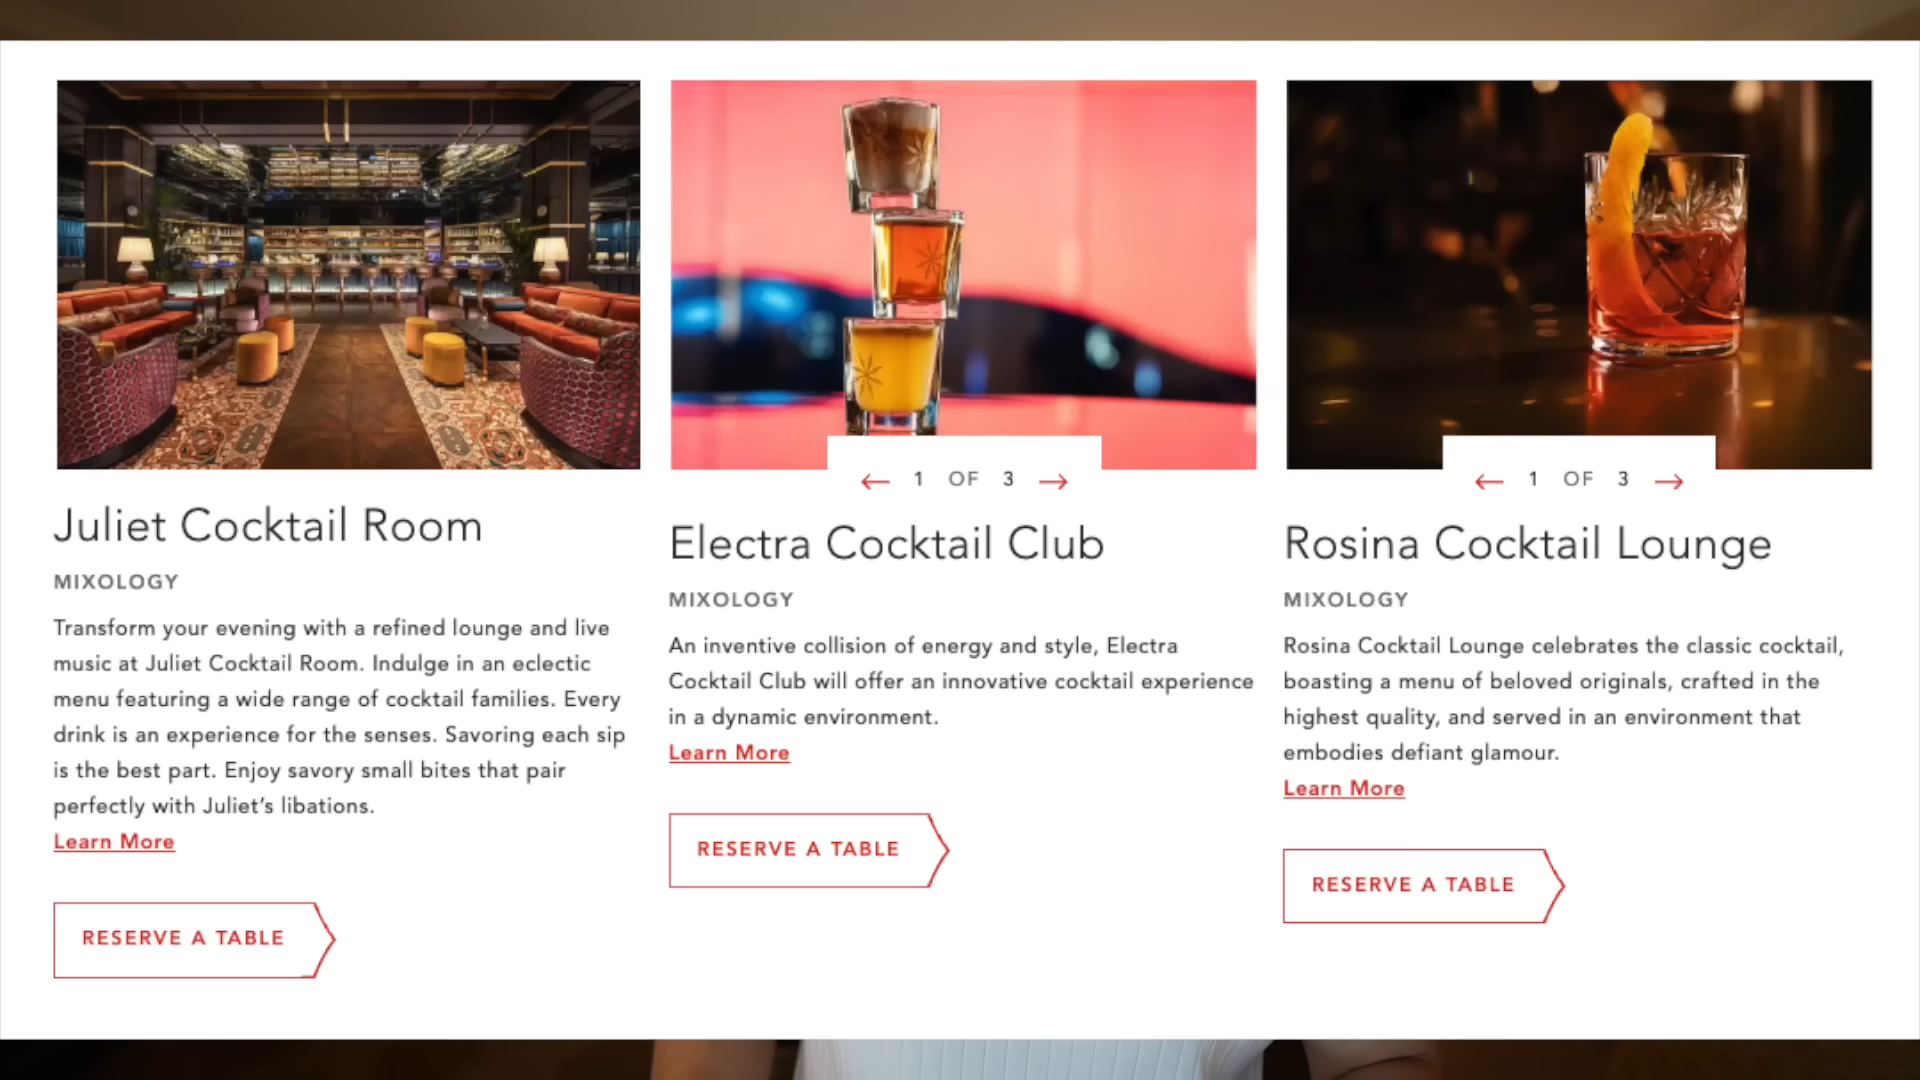 Juliet Cocktail Room
MIXOLOGY
Transform your evening with a refined lounge and live
music at Juliet Cocktail Room. Indulge in an eclectic
menu featuring a wide range of cocktail families. Every
drink is an experience for the senses. Savoring each sip
is the best part. Enjoy savory small bites that pair
perfectly with Juliet’s libations.
Learn More
RESERVE A TABLE
← 1 OF 3 →
Electra Cocktail Club
MIXOLOGY
An inventive collision of energy and style, Electra
Cocktail Club will offer an innovative cocktail experience
in a dynamic environment.
Learn More
RESERVE A TABLE
← 1 OF 3 →
Rosina Cocktail Lounge
MIXOLOGY
Rosina Cocktail Lounge celebrates the classic cocktail,
boasting a menu of beloved originals, crafted in the
highest quality, and served in an environment that
embodies defiant glamour.
Learn More
RESERVE A TABLE